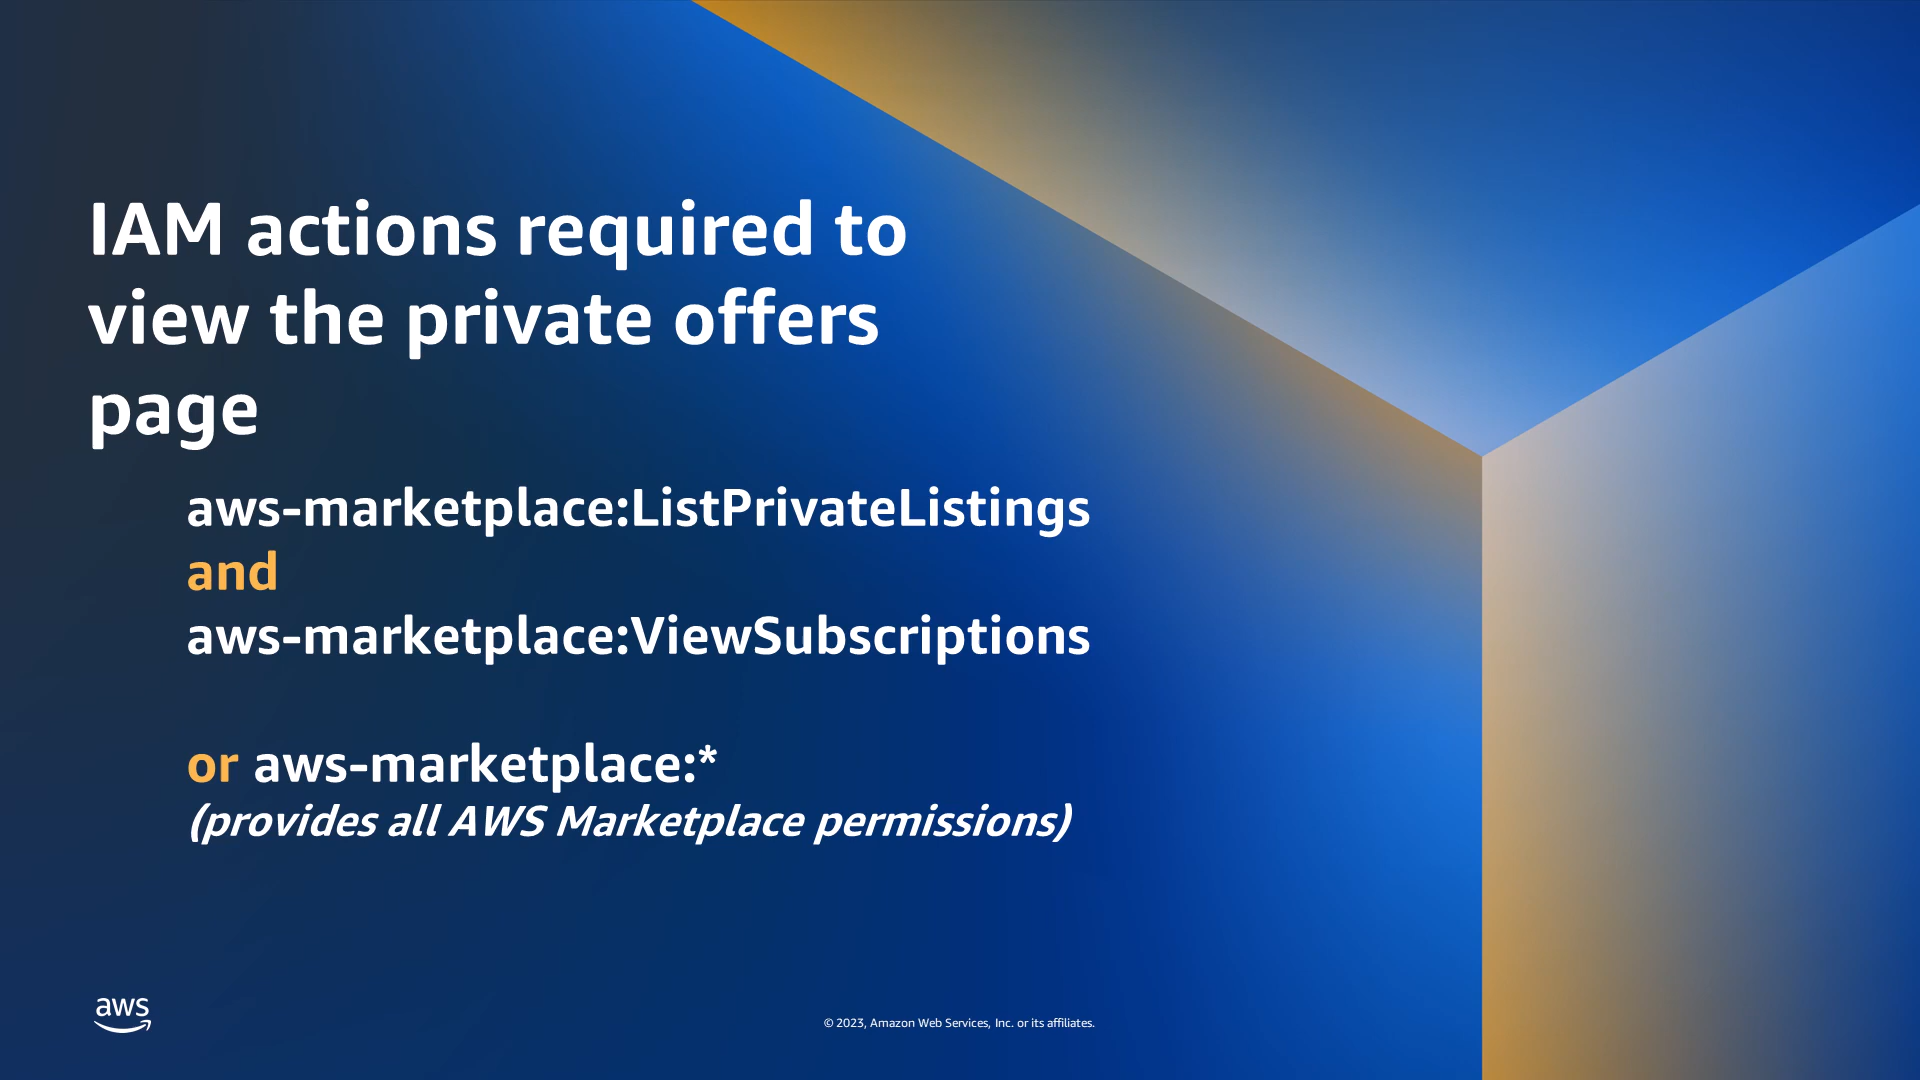 IAM actions required to
view the private offers
page
aws-marketplace:ListPrivateListings
and
aws-marketplace:ViewSubscriptions
or aws-marketplace:*
(provides all AWS Marketplace permissions)
aws
© 2023, Amazon Web Services, Inc. or its affiliates.